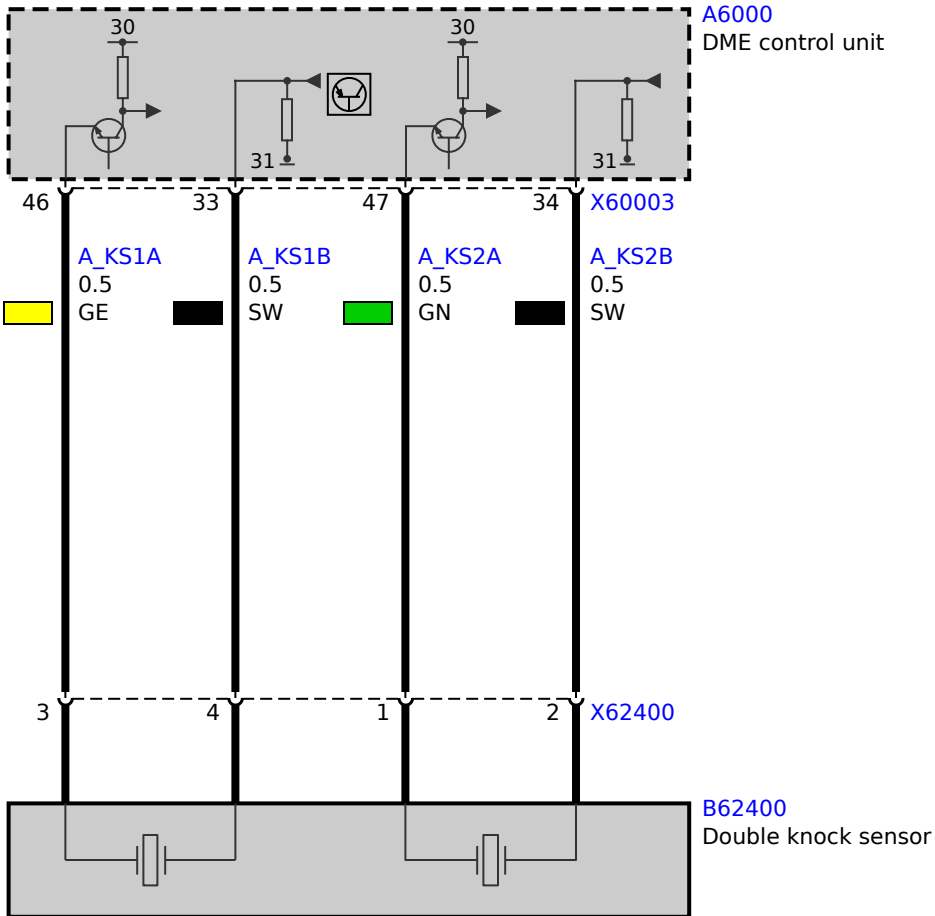 A6000
DME control unit
30
30
31
31
46
33
47
34
X60003
A_KS1A
0.5
GE
A_KS1B
0.5
SW
A_KS2A
0.5
GN
A_KS2B
0.5
SW
3
4
1
2
X62400
B62400
Double knock sensor